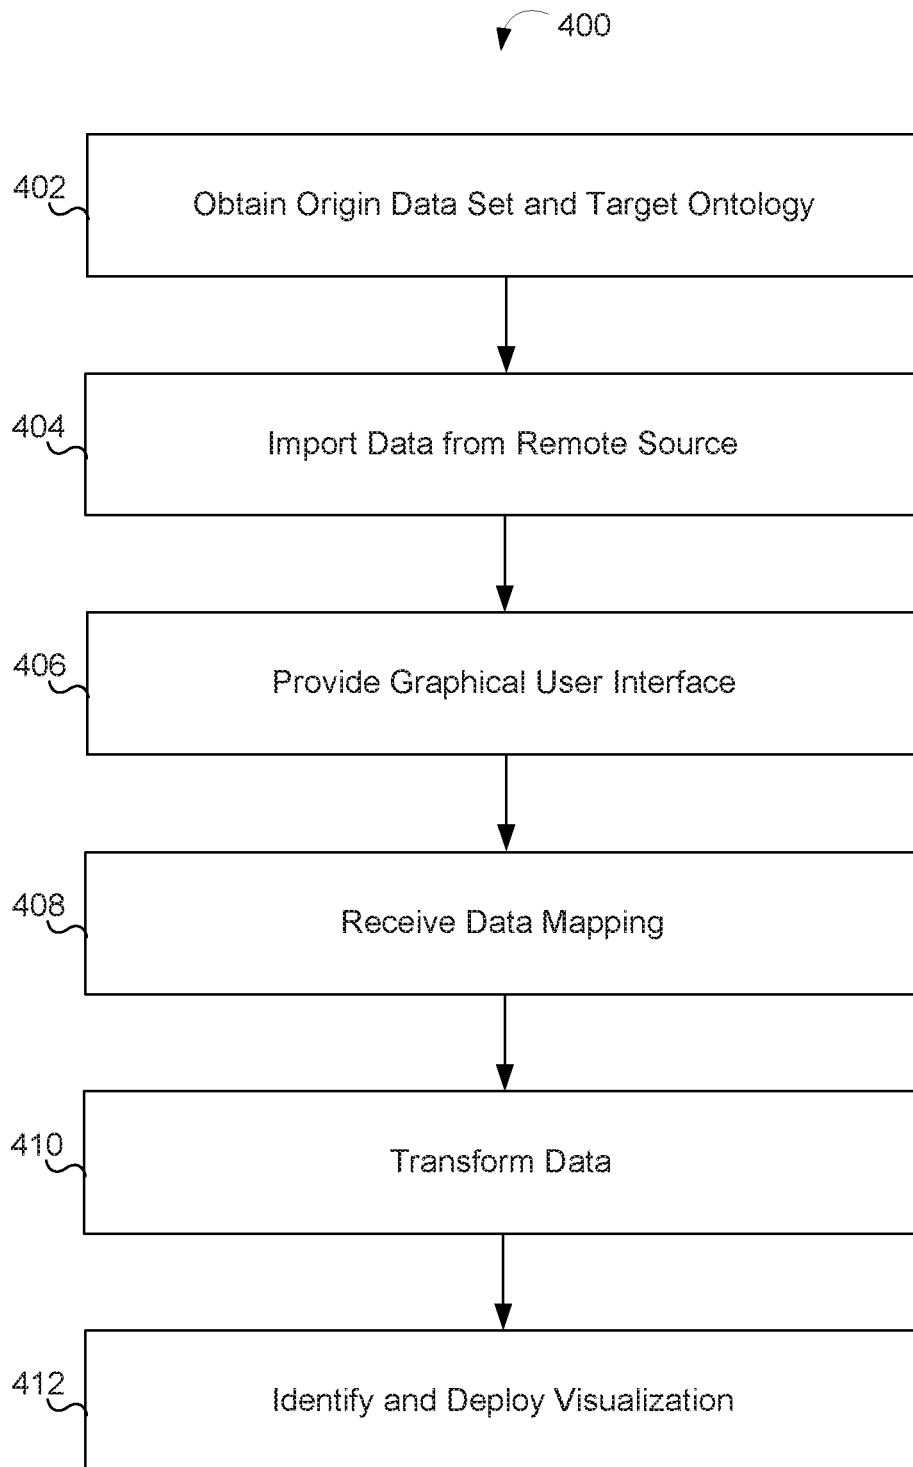 400
402
Obtain Origin Data Set and Target Ontology
404
Import Data from Remote Source
406
Provide Graphical User Interface
408
Receive Data Mapping
410
Transform Data
412
Identify and Deploy Visualization